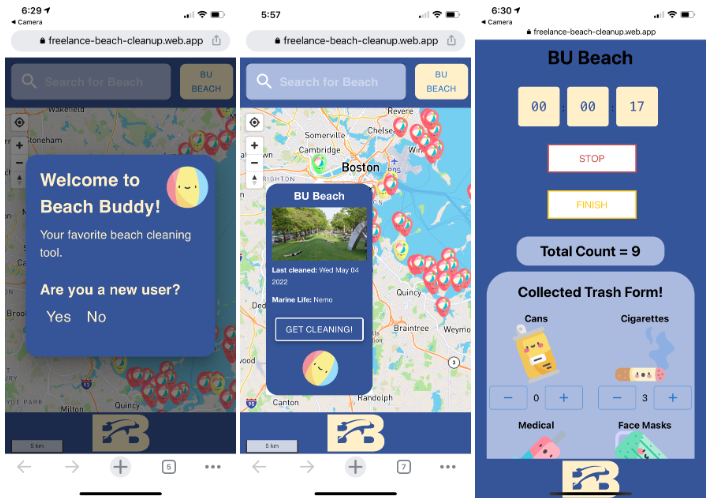 6:29
Camera
freelance-beach-cleanup.web.app
Search for Beach
BU
BEACH
Wakefield
Stoneham
Welcome to
Beach Buddy!
Your favorite beach cleaning
tool.
Are you a new user?
Yes No
Quincy
Milton
5 km
B
5
5:57
freelance-beach-cleanup.web.app
Search for Beach
BU
BEACH
Revere
Somerville
Chelsea
Cambridge
Boston
BU Beach
Last cleaned: Wed May 04
2022
Marine Life: Nemo
GET CLEANING!
Quincy
Braintree
Weymo
3
Randolph
Canton
5 km
B
7
6:30
Camera
freelance-beach-cleanup.web.app
BU Beach
00 : 00 : 17
STOP
FINISH
Total Count = 9
Collected Trash Form!
Cans Cigarettes
− 0 + − 3 +
Medical Face Masks
B